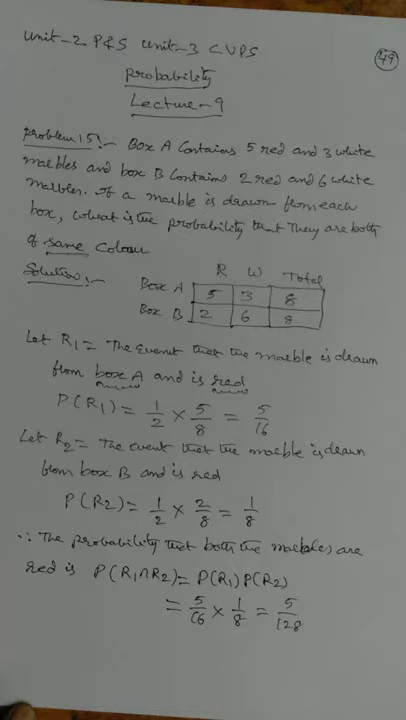 Unit-2 P&S Unit-3 CVPS
49
Probability
Lecture-9
Problem 15:- Box A Contains 5 red and 3 white
marbles and box B Contains 2 red and 6 white
marbles. If a marble is drawn from each
box, what is the probability that they are both
of same Colour
Solution:-
R W Total
Box A 5 3 8
Box B 2 6 8
Let R1 = The event that the marble is drawn
from box A and is red
P(R1) = 1/2 × 5/8 = 5/16
Let R2 = The event that the marble is drawn
from box B and is red
P(R2) = 1/2 × 2/8 = 1/8
∴ The probability that both the marbles are
red is P(R1∩R2) = P(R1) P(R2)
= 5/16 × 1/8 = 5/128